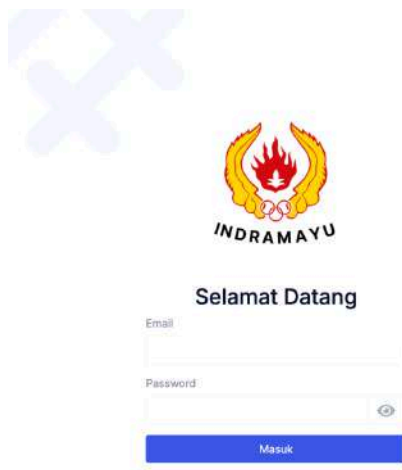 INDRAMAYU
Selamat Datang
Email
Password
Masuk